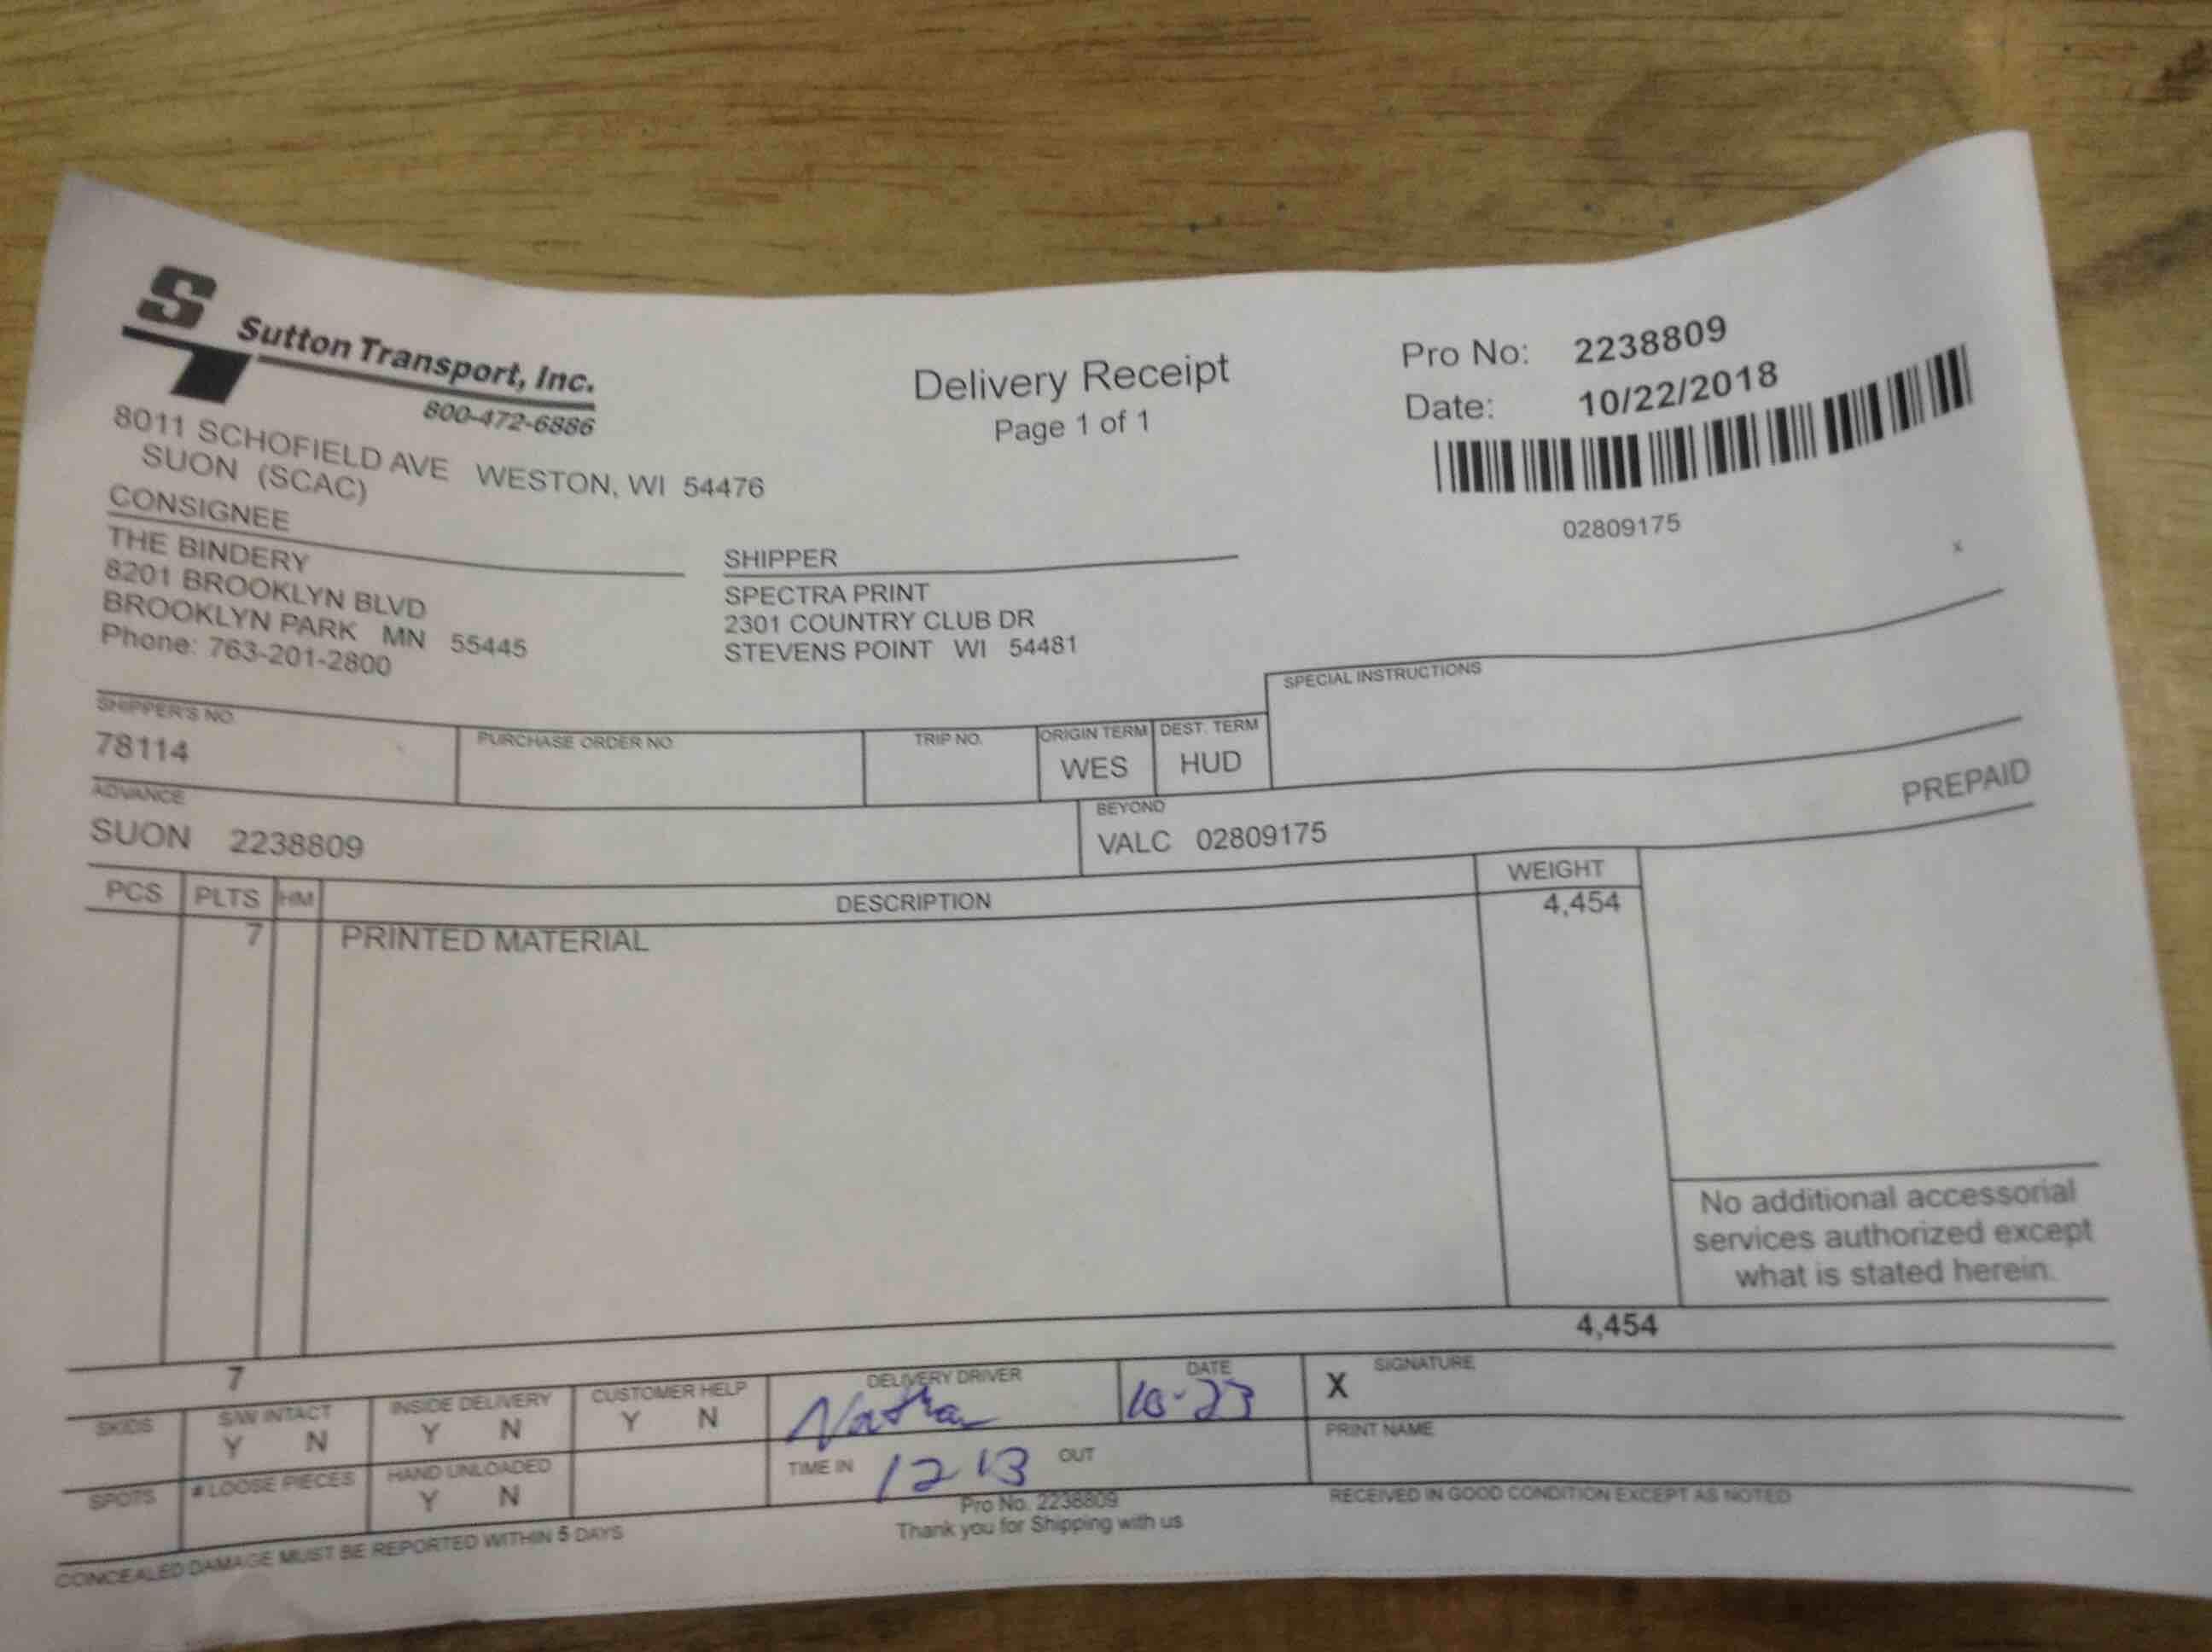 S
Sutton Transport, Inc.
800-472-6886
8011 SCHOFIELD AVE WESTON, WI 54476
SUON (SCAC)
Delivery Receipt
Page 1 of 1
Pro No: 2238809
Date: 10/22/2018
02809175
x
CONSIGNEE
THE BINDERY
8201 BROOKLYN BLVD
BROOKLYN PARK MN 55445
Phone: 763-201-2800
SHIPPER
SPECTRA PRINT
2301 COUNTRY CLUB DR
STEVENS POINT WI 54481
SHIPPER'S NO.
78114
PURCHASE ORDER NO
TRIP NO.
ORIGIN TERM
WES
DEST. TERM
HUD
SPECIAL INSTRUCTIONS
ADVANCE
SUON 2238809
BEYOND
VALC 02809175
PREPAID
PCS PLTS HM DESCRIPTION WEIGHT
7 PRINTED MATERIAL 4,454
No additional accessorial
services authorized except
what is stated herein.
7 4,454
SKIDS
S/W INTACT
Y N
INSIDE DELIVERY
Y N
CUSTOMER HELP
Y N
DELIVERY DRIVER
Nathan
DATE
10-23
X SIGNATURE
PRINT NAME
SPOTS
# LOOSE PIECES
HAND UNLOADED
Y N
TIME IN 1213 OUT
RECEIVED IN GOOD CONDITION EXCEPT AS NOTED
Pro No. 2238809
Thank you for Shipping with us
CONCEALED DAMAGE MUST BE REPORTED WITHIN 5 DAYS